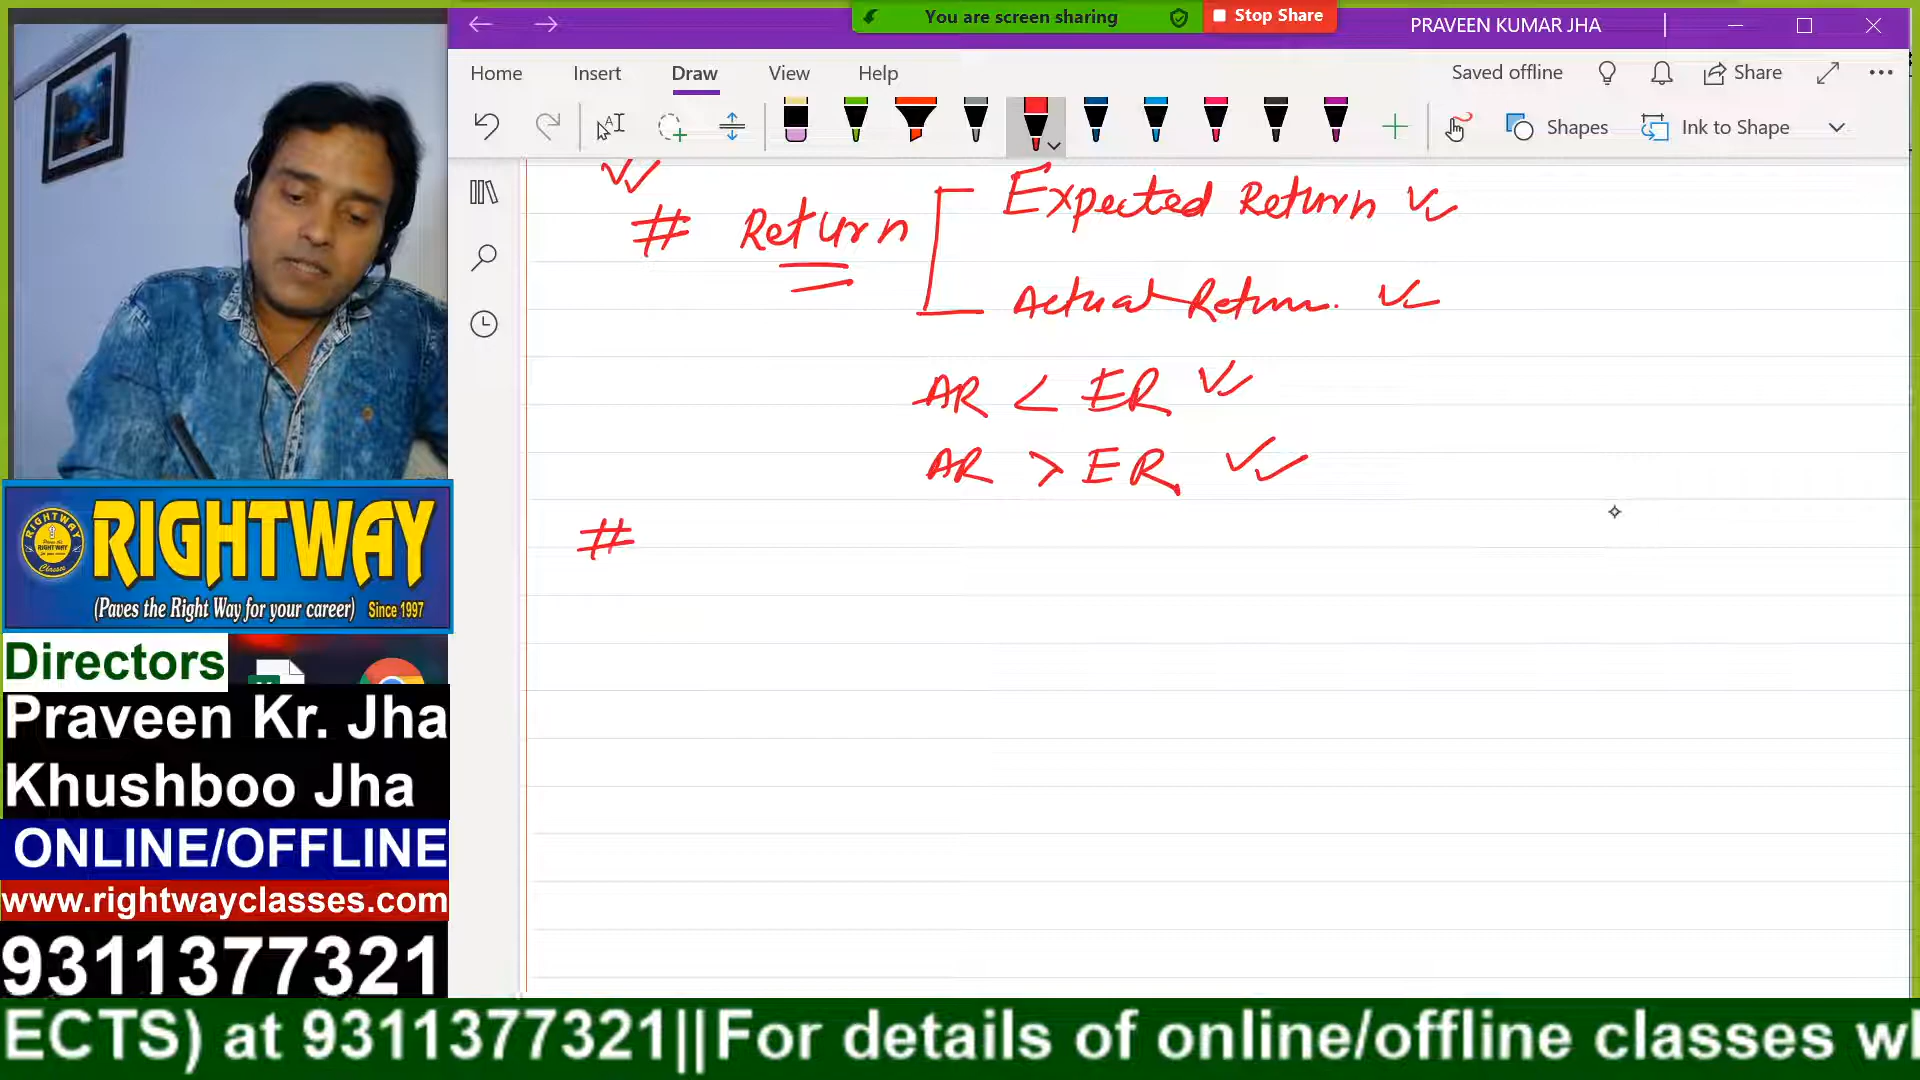 You are screen sharing
Stop Share
PRAVEEN KUMAR JHA
Home Insert Draw View Help
Saved offline
Share
Shapes
Ink to Shape
# Return
Expected Return
Actual Return.
AR < ER
AR > ER
#
RIGHTWAY
RIGHTWAY
Classes
(Paves the Right Way for your career) Since 1997
Directors
Praveen Kr. Jha
Khushboo Jha
ONLINE/OFFLINE
www.rightwayclasses.com
9311377321
ECTS) at 9311377321||For details of online/offline classes wh